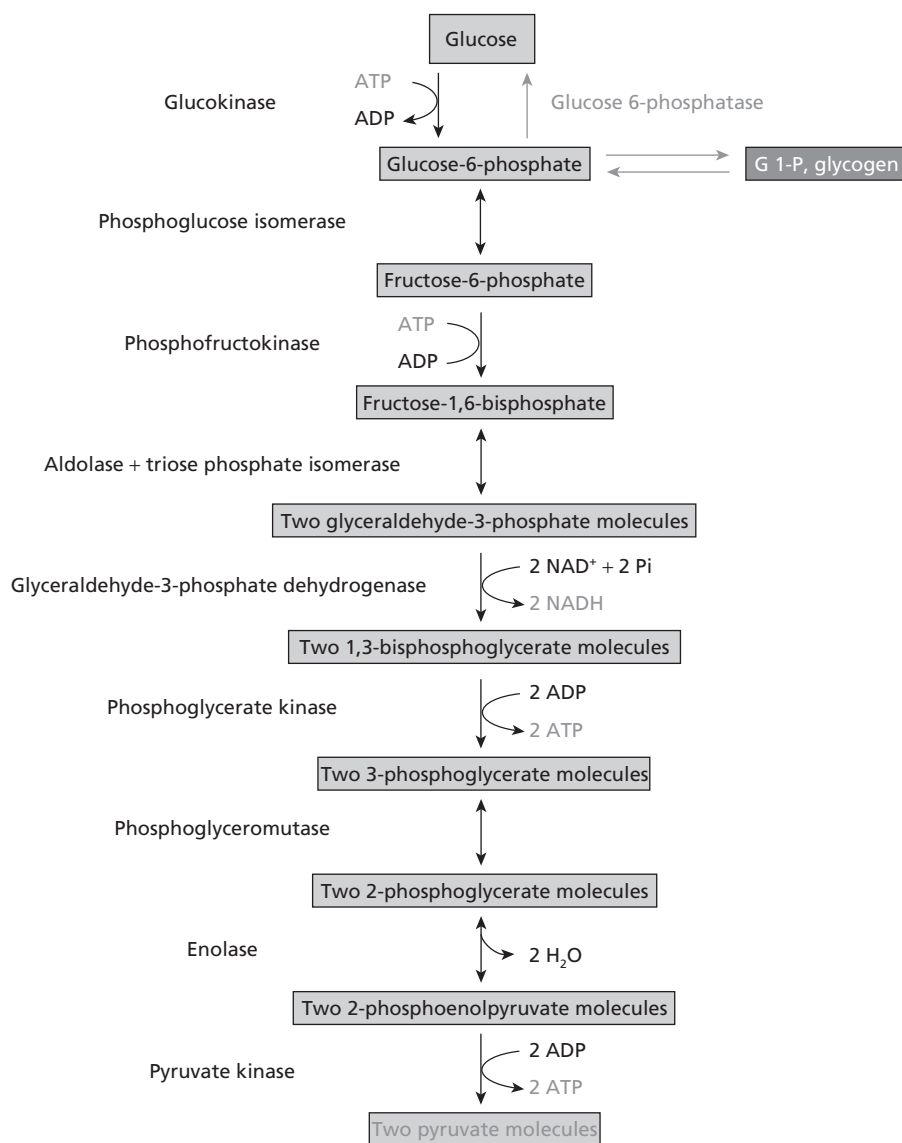 Glucose
ATP
Glucokinase
Glucose 6-phosphatase
ADP
Glucose-6-phosphate
G 1-P, glycogen
Phosphoglucose isomerase
Fructose-6-phosphate
ATP
Phosphofructokinase
ADP
Fructose-1,6-bisphosphate
Aldolase + triose phosphate isomerase
Two glyceraldehyde-3-phosphate molecules
2 NAD⁺ + 2 Pi
Glyceraldehyde-3-phosphate dehydrogenase
2 NADH
Two 1,3-bisphosphoglycerate molecules
2 ADP
Phosphoglycerate kinase
2 ATP
Two 3-phosphoglycerate molecules
Phosphoglyceromutase
Two 2-phosphoglycerate molecules
Enolase
2 H₂O
Two 2-phosphoenolpyruvate molecules
2 ADP
Pyruvate kinase
2 ATP
Two pyruvate molecules